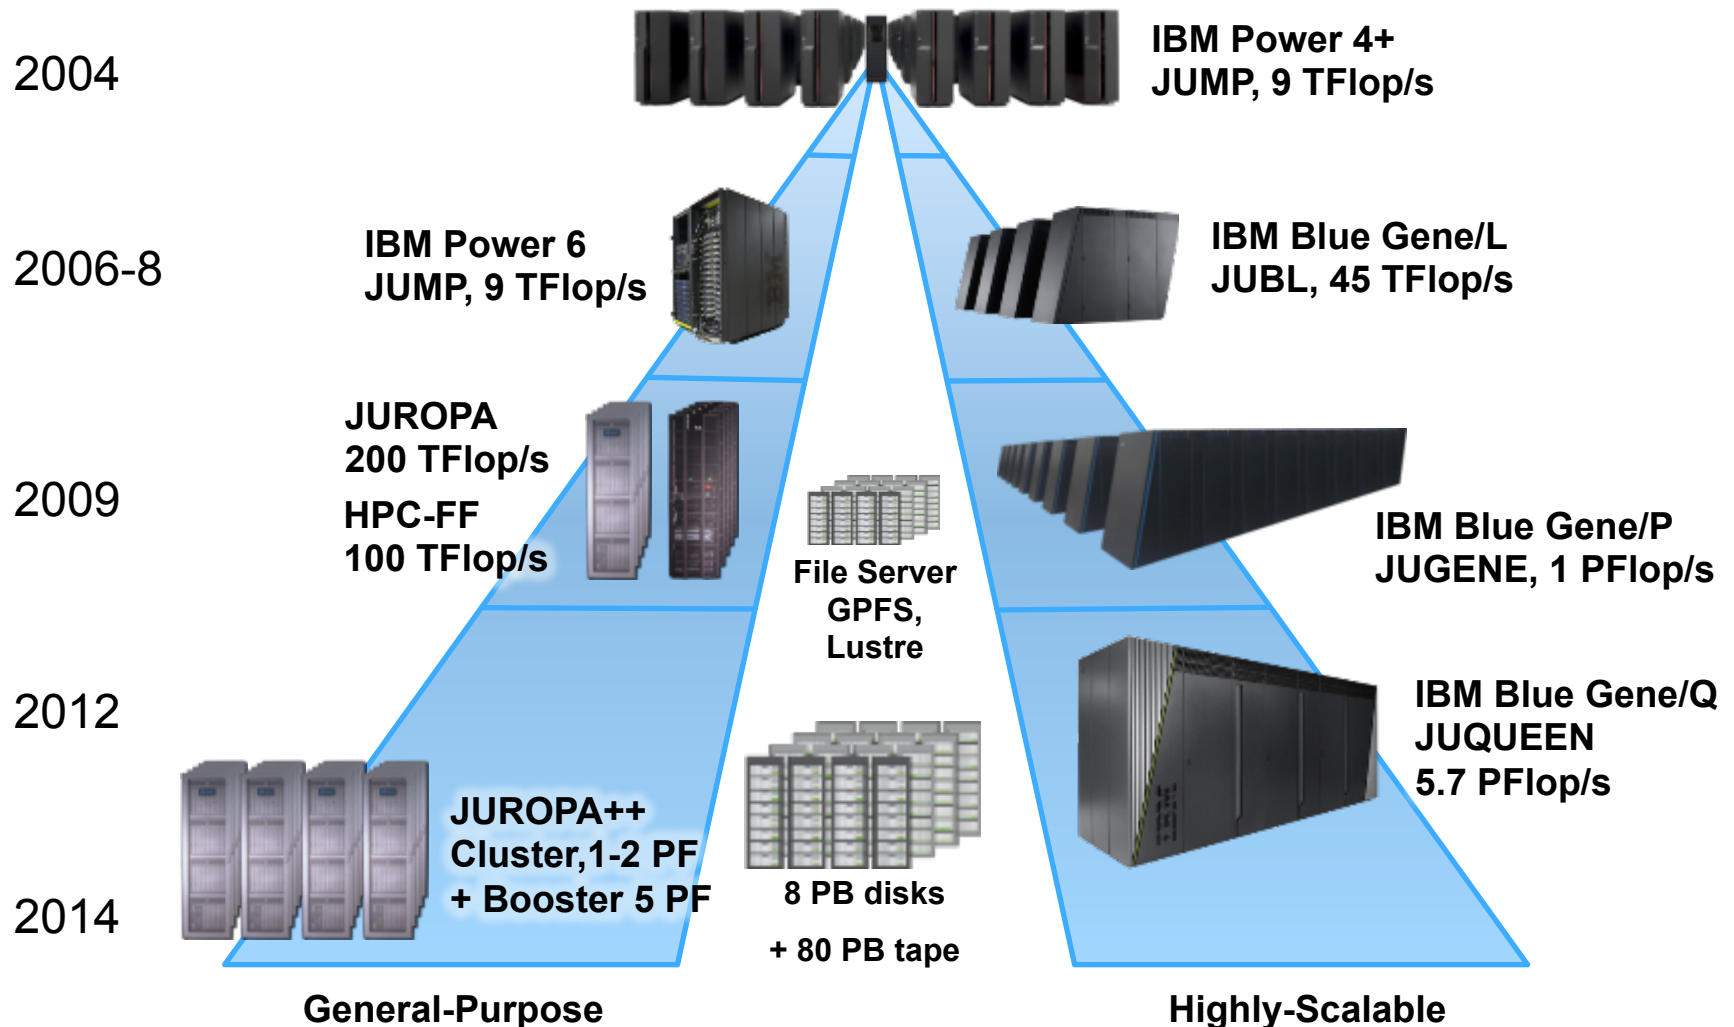 2004
IBM Power 4+
JUMP, 9 TFlop/s
2006-8
IBM Power 6
JUMP, 9 TFlop/s
IBM Blue Gene/L
JUBL, 45 TFlop/s
2009
JUROPA
200 TFlop/s
HPC-FF
100 TFlop/s
File Server
GPFS,
Lustre
IBM Blue Gene/P
JUGENE, 1 PFlop/s
2012
IBM Blue Gene/Q
JUQUEEN
5.7 PFlop/s
2014
JUROPA++
Cluster,1-2 PF
+ Booster 5 PF
8 PB disks
+ 80 PB tape
General-Purpose
Highly-Scalable
IBM
IBM